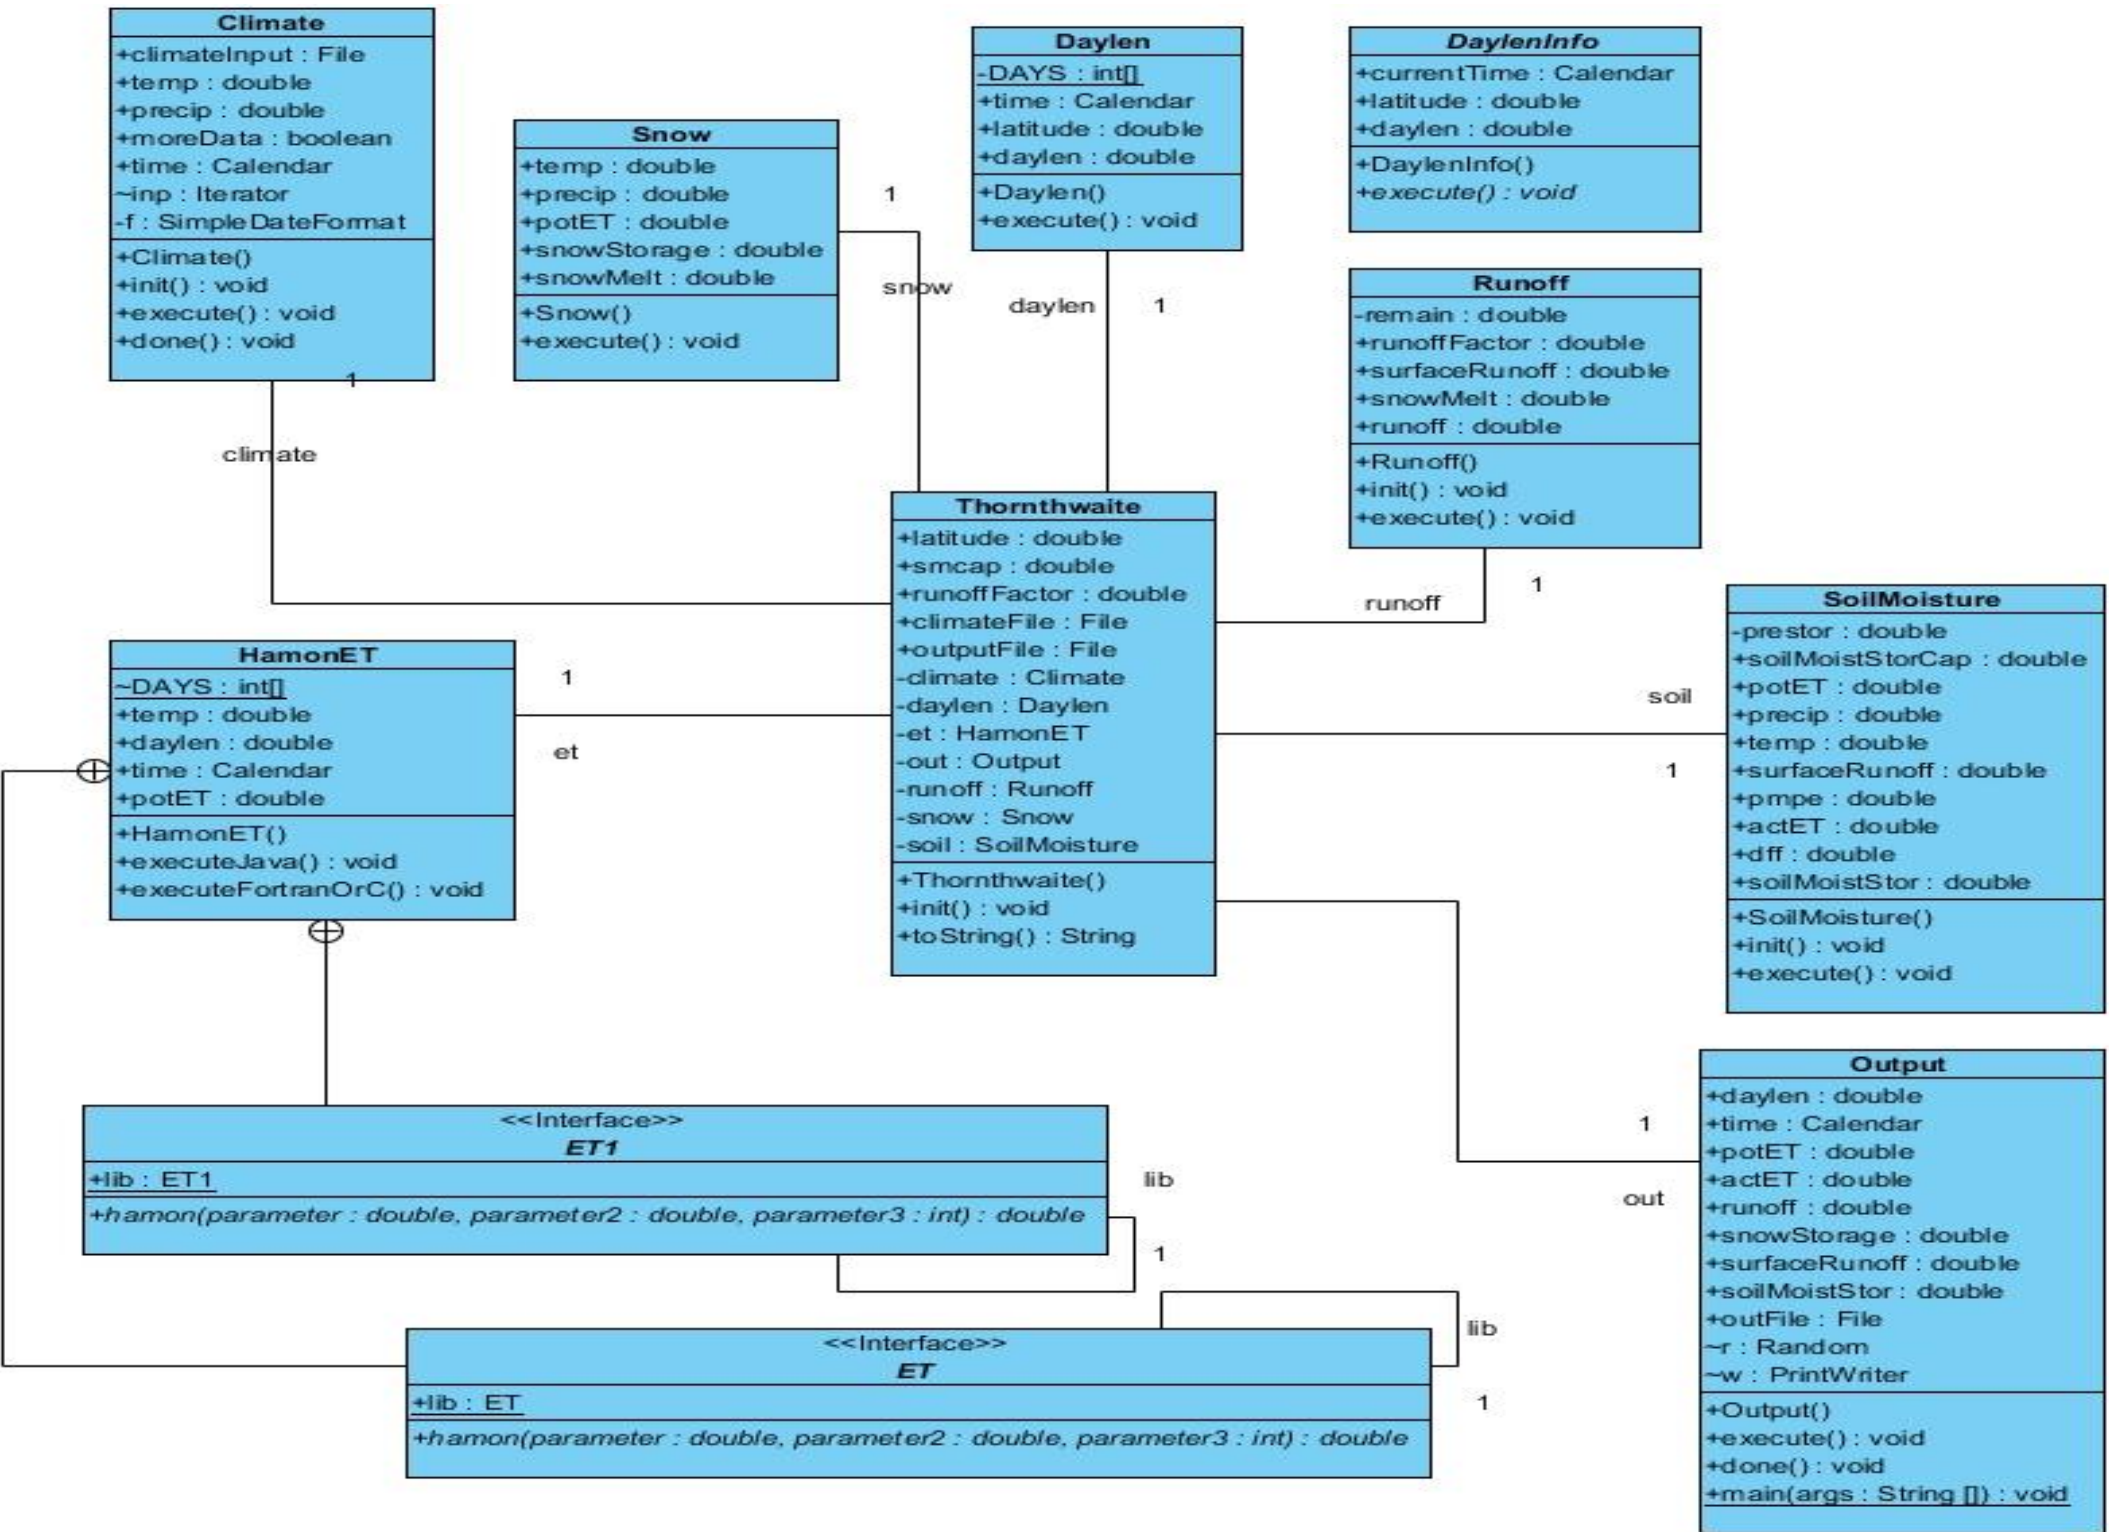 Climate
+climateInput : File
+temp : double
+precip : double
+moreData : boolean
+time : Calendar
~inp : Iterator
-f : SimpleDateFormat
+Climate()
+init() : void
+execute() : void
+done() : void
1
climate
Snow
+temp : double
+precip : double
+potET : double
+snowStorage : double
+snowMelt : double
+Snow()
+execute() : void
1
snow
Daylen
-DAYS : int[]
+time : Calendar
+latitude : double
+daylen : double
+Daylen()
+execute() : void
daylen
1
DaylenInfo
+currentTime : Calendar
+latitude : double
+daylen : double
+DaylenInfo()
+execute() : void
Runoff
-remain : double
+runoffFactor : double
+surfaceRunoff : double
+snowMelt : double
+runoff : double
+Runoff()
+init() : void
+execute() : void
1
runoff
Thornthwaite
+latitude : double
+smcap : double
+runoffFactor : double
+climateFile : File
+outputFile : File
-climate : Climate
-daylen : Daylen
-et : HamonET
-out : Output
-runoff : Runoff
-snow : Snow
-soil : SoilMoisture
+Thornthwaite()
+init() : void
+toString() : String
HamonET
~DAYS : int[]
+temp : double
+daylen : double
+time : Calendar
+potET : double
+HamonET()
+executeJava() : void
+executeFortranOrC() : void
1
et
SoilMoisture
-prestor : double
+soilMoistStorCap : double
+potET : double
+precip : double
+temp : double
+surfaceRunoff : double
+pmpe : double
+actET : double
+dff : double
+soilMoistStor : double
+SoilMoisture()
+init() : void
+execute() : void
soil
1
Output
+daylen : double
+time : Calendar
+potET : double
+actET : double
+runoff : double
+snowStorage : double
+surfaceRunoff : double
+soilMoistStor : double
+outFile : File
~r : Random
~w : PrintWriter
+Output()
+execute() : void
+done() : void
+main(args : String []) : void
1
out
<<Interface>>
ET1
+lib : ET1
+hamon(parameter : double, parameter2 : double, parameter3 : int) : double
lib
1
<<Interface>>
ET
+lib : ET
+hamon(parameter : double, parameter2 : double, parameter3 : int) : double
lib
1